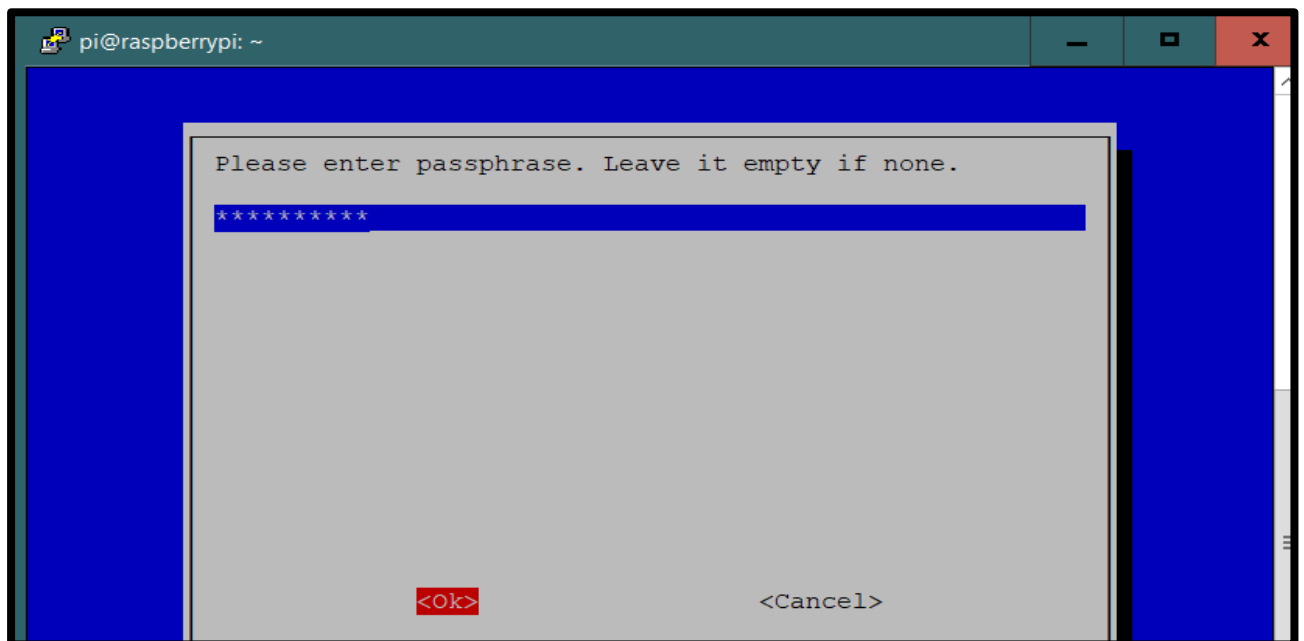 pi@raspberrypi: ~
Please enter passphrase. Leave it empty if none.
**********
<Ok> <Cancel>